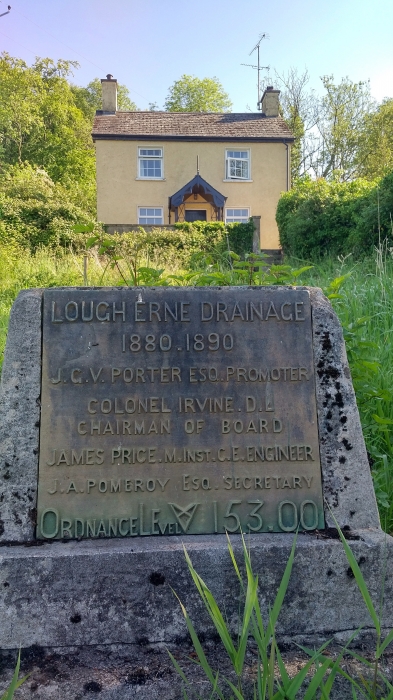 LOUGH ERNE DRAINAGE
1880-1890
J.G.V. PORTER ESQ. PROMOTER
COLONEL IRVINE. D.L
CHAIRMAN OF BOARD
JAMES PRICE. M. INST. C.E. ENGINEER
J.A. POMEROY ESQ. SECRETARY
ORDNANCE LEVEL 153.00